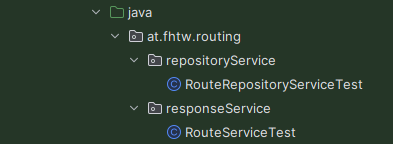 java
at.fhtw.routing
repositoryService
RouteRepositoryServiceTest
responseService
RouteServiceTest